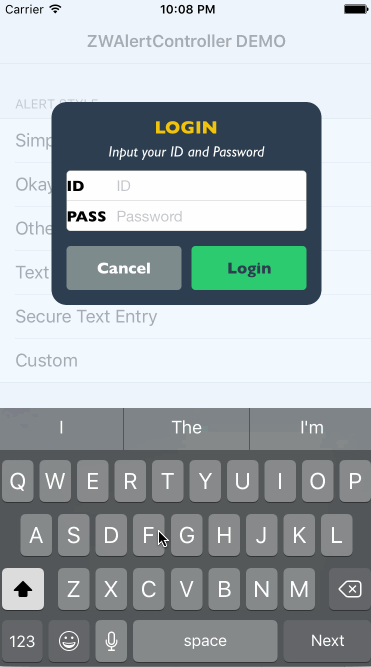 Carrier 10:08 PM
ZWAlertController DEMO
ALERT STYLE
LOGIN
Input your ID and Password
ID ID
PASS Password
Cancel Login
Simp
Okay
Othe
Text
Secure Text Entry
Custom
I The I'm
Q W E R T Y U I O P
A S D F G H J K L
Z X C V B N M
123 space Next